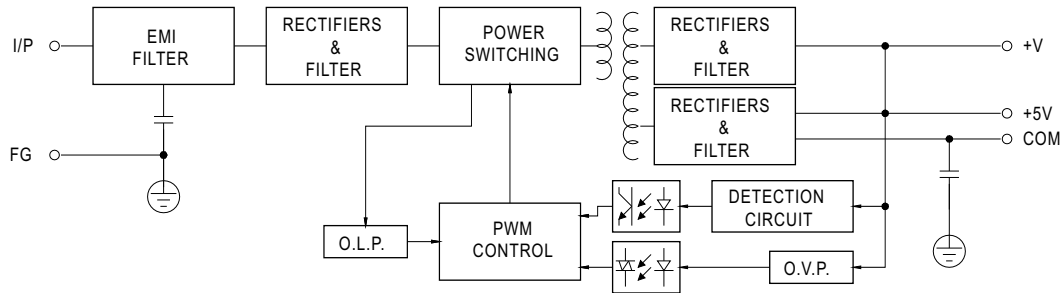 I/P
EMI
FILTER
RECTIFIERS
&
FILTER
POWER
SWITCHING
RECTIFIERS
&
FILTER
+V
RECTIFIERS
&
FILTER
+5V
COM
FG
O.L.P.
PWM
CONTROL
DETECTION
CIRCUIT
O.V.P.